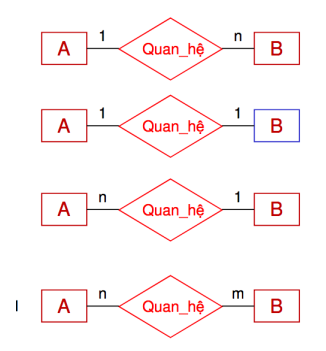 A 1 Quan_hệ n B
A 1 Quan_hệ 1 B
A n Quan_hệ 1 B
I A n Quan_hệ m B